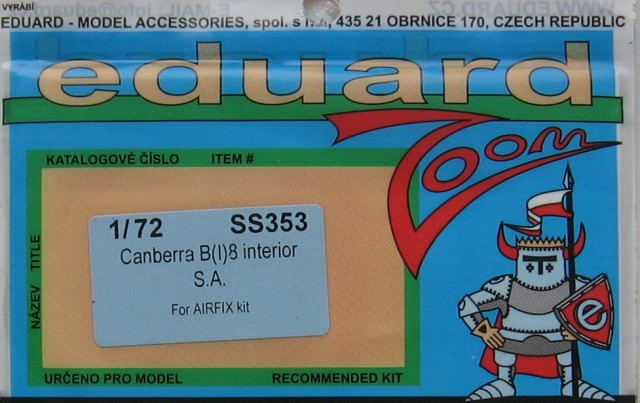 VYRÁBÍ
EDUARD - MODEL ACCESSORIES, spol. s r.o., 435 21 OBRNICE 170, CZECH REPUBLIC
eduard
Zoom
KATALOGOVÉ ČÍSLO ITEM #
1/72 SS353
Canberra B(I)8 interior
S.A.
For AIRFIX kit
NÁZEV TITLE
e
URČENO PRO MODEL RECOMMENDED KIT